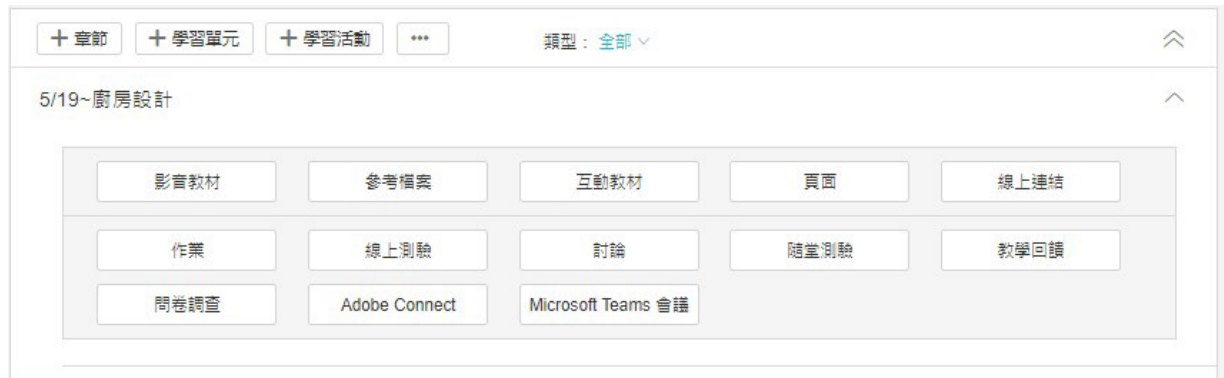 + 章節 + 學習單元 + 學習活動 ••• 類型： 全部
5/19~廚房設計
影音教材 參考檔案 互動教材 頁面 線上連結
作業 線上測驗 討論 隨堂測驗 教學回饋
問卷調查 Adobe Connect Microsoft Teams 會議